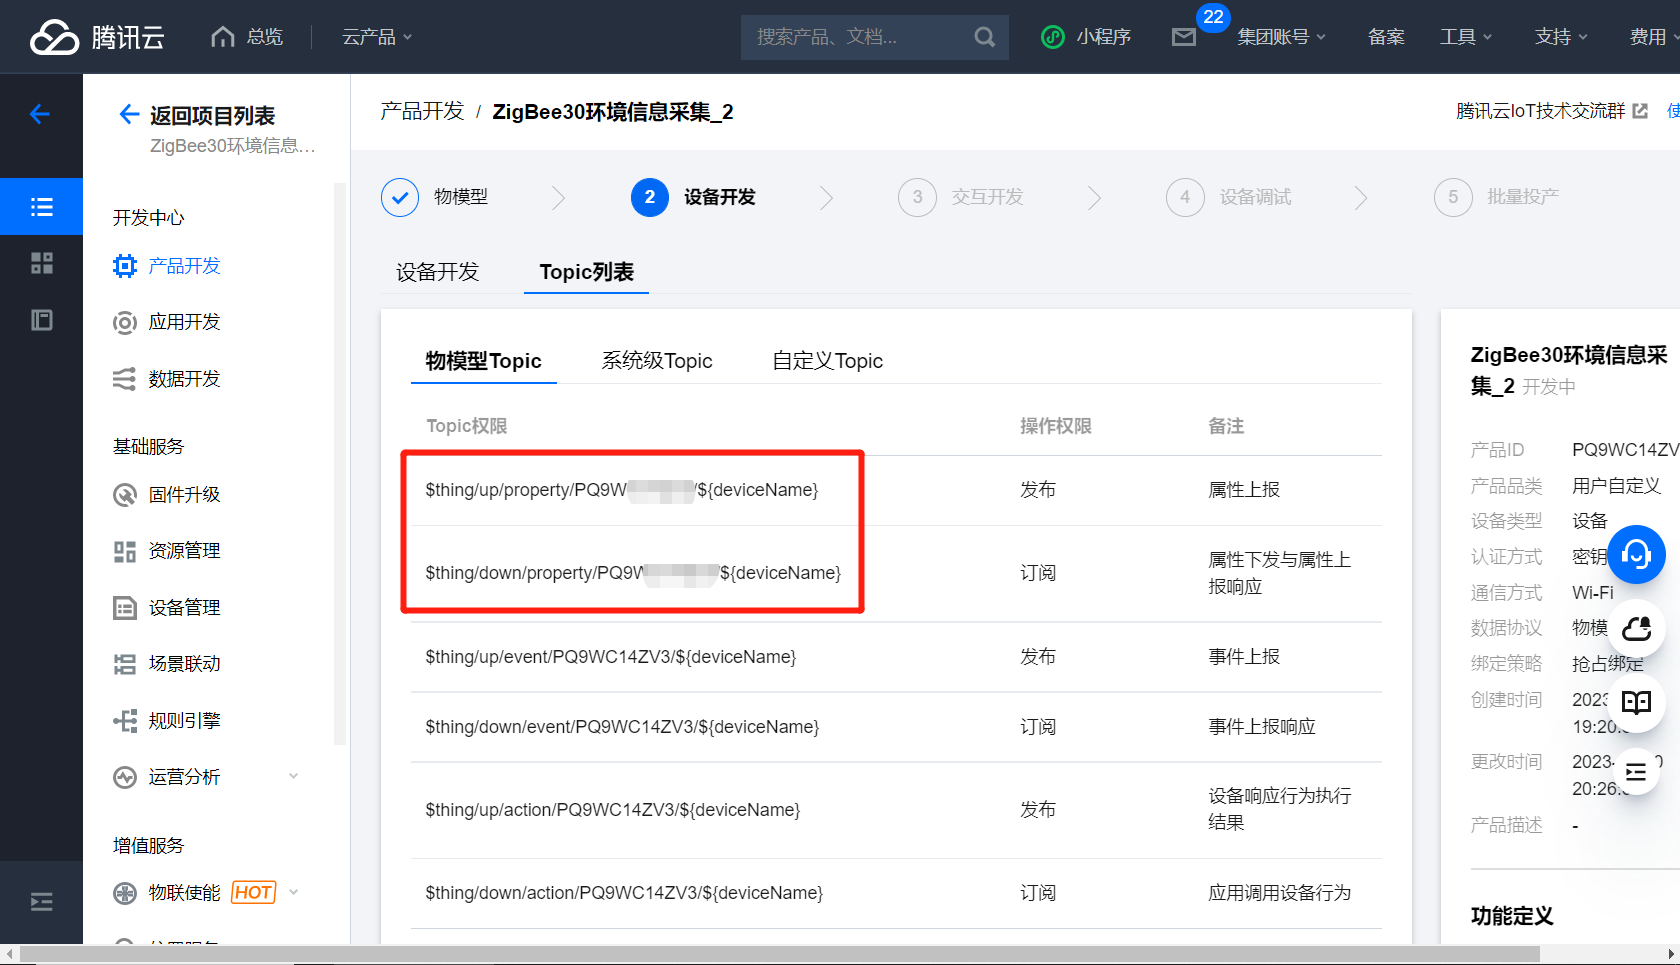 腾讯云
总览
云产品
搜索产品、文档...
小程序
22
集团账号
备案
工具
支持
费用
返回项目列表
ZigBee30环境信息...
产品开发 / ZigBee30环境信息采集_2
腾讯云IoT技术交流群
物模型
2 设备开发
3 交互开发
4 设备调试
5 批量投产
开发中心
产品开发
应用开发
数据开发
基础服务
固件升级
资源管理
设备管理
场景联动
规则引擎
运营分析
增值服务
物联使能 HOT
设备开发
Topic列表
物模型Topic
系统级Topic
自定义Topic
Topic权限 操作权限 备注
$thing/up/property/PQ9W /${deviceName} 发布 属性上报
$thing/down/property/PQ9 /${deviceName} 订阅 属性下发与属性上
报响应
$thing/up/event/PQ9WC14ZV3/${deviceName} 发布 事件上报
$thing/down/event/PQ9WC14ZV3/${deviceName} 订阅 事件上报响应
$thing/up/action/PQ9WC14ZV3/${deviceName} 发布 设备响应行为执行
结果
$thing/down/action/PQ9WC14ZV3/${deviceName} 订阅 应用调用设备行为
ZigBee30环境信息采
集_2 开发中
产品ID PQ9WC14ZV
产品品类 用户自定义
设备类型 设备
认证方式 密钥
通信方式 Wi-Fi
数据协议 物模
绑定策略 抢占绑定
创建时间 2023
19:20:
更改时间 2023- 0
20:26:
产品描述 -
功能定义